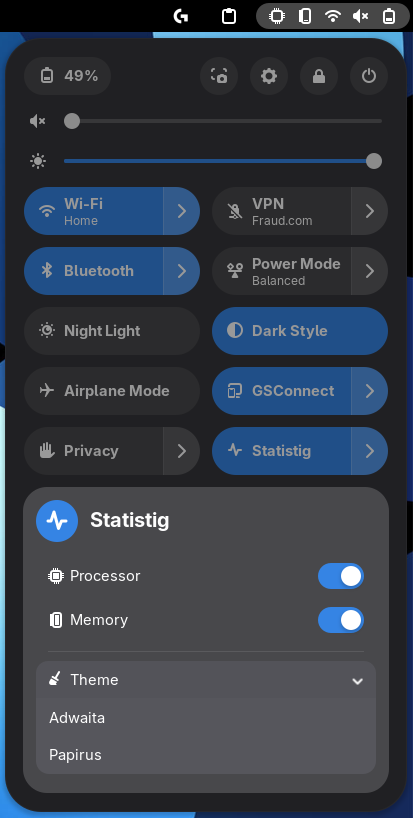 49%
Wi-Fi
Home
VPN
Fraud.com
Bluetooth
Power Mode
Balanced
Night Light
Dark Style
Airplane Mode
GSConnect
Privacy
Statistig
Statistig
Processor
Memory
Theme
Adwaita
Papirus